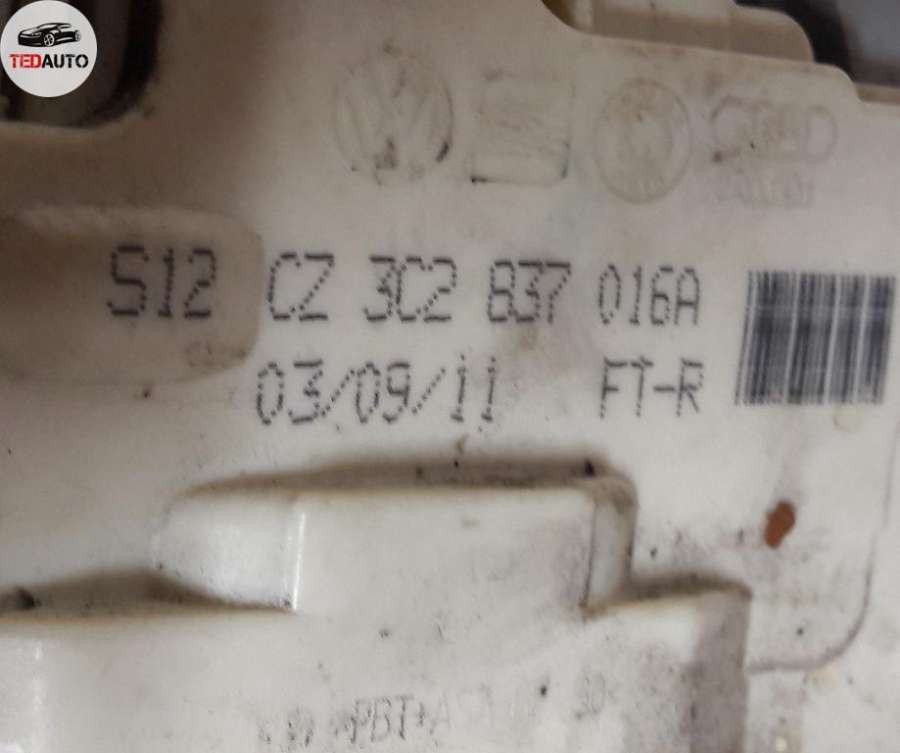 TEDAUTO
S12 CZ 3C2 837 016A
03/09/11 FT-R